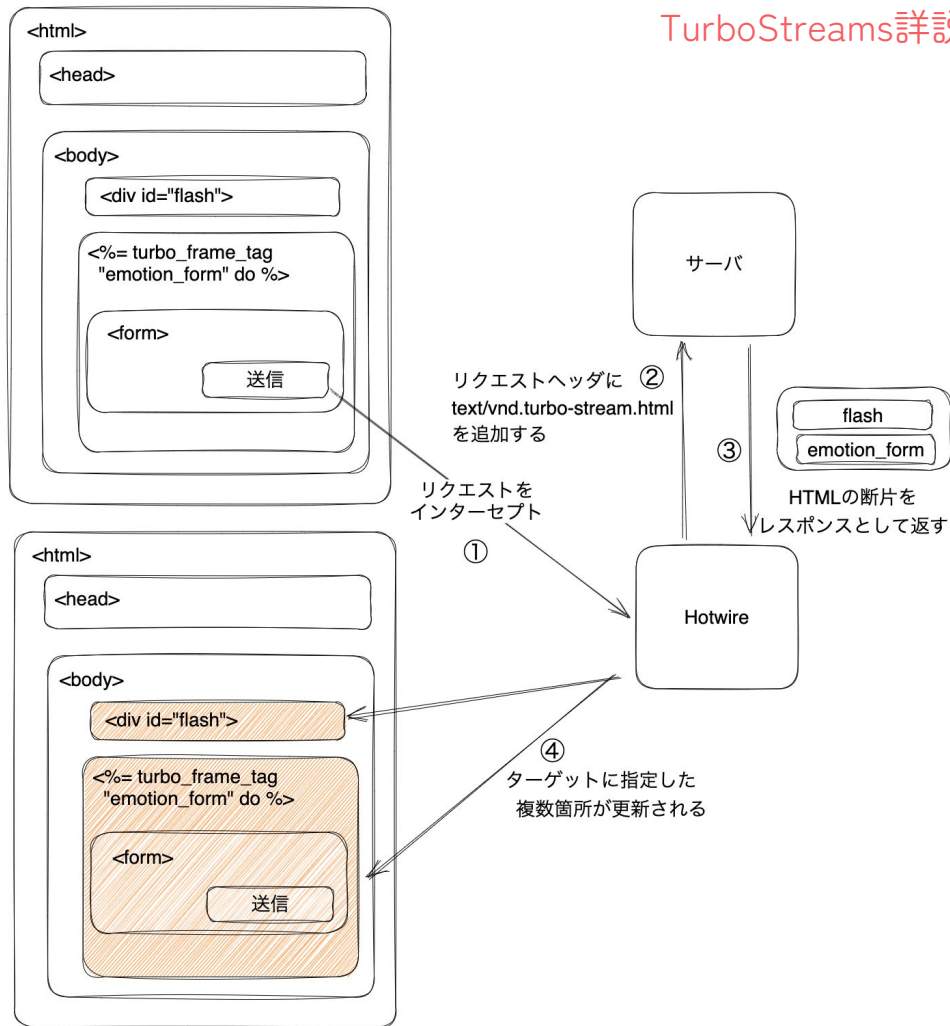 TurboStreams詳説
<html>
<head>
<body>
<div id="flash">
<%= turbo_frame_tag
"emotion_form" do %>
<form>
送信
サーバ
リクエストヘッダに ②
text/vnd.turbo-stream.html
を追加する
③
flash
emotion_form
HTMLの断片を
レスポンスとして返す
リクエストを
インターセプト
①
Hotwire
<html>
<head>
<body>
<div id="flash">
<%= turbo_frame_tag
"emotion_form" do %>
<form>
送信
④
ターゲットに指定した
複数箇所が更新される